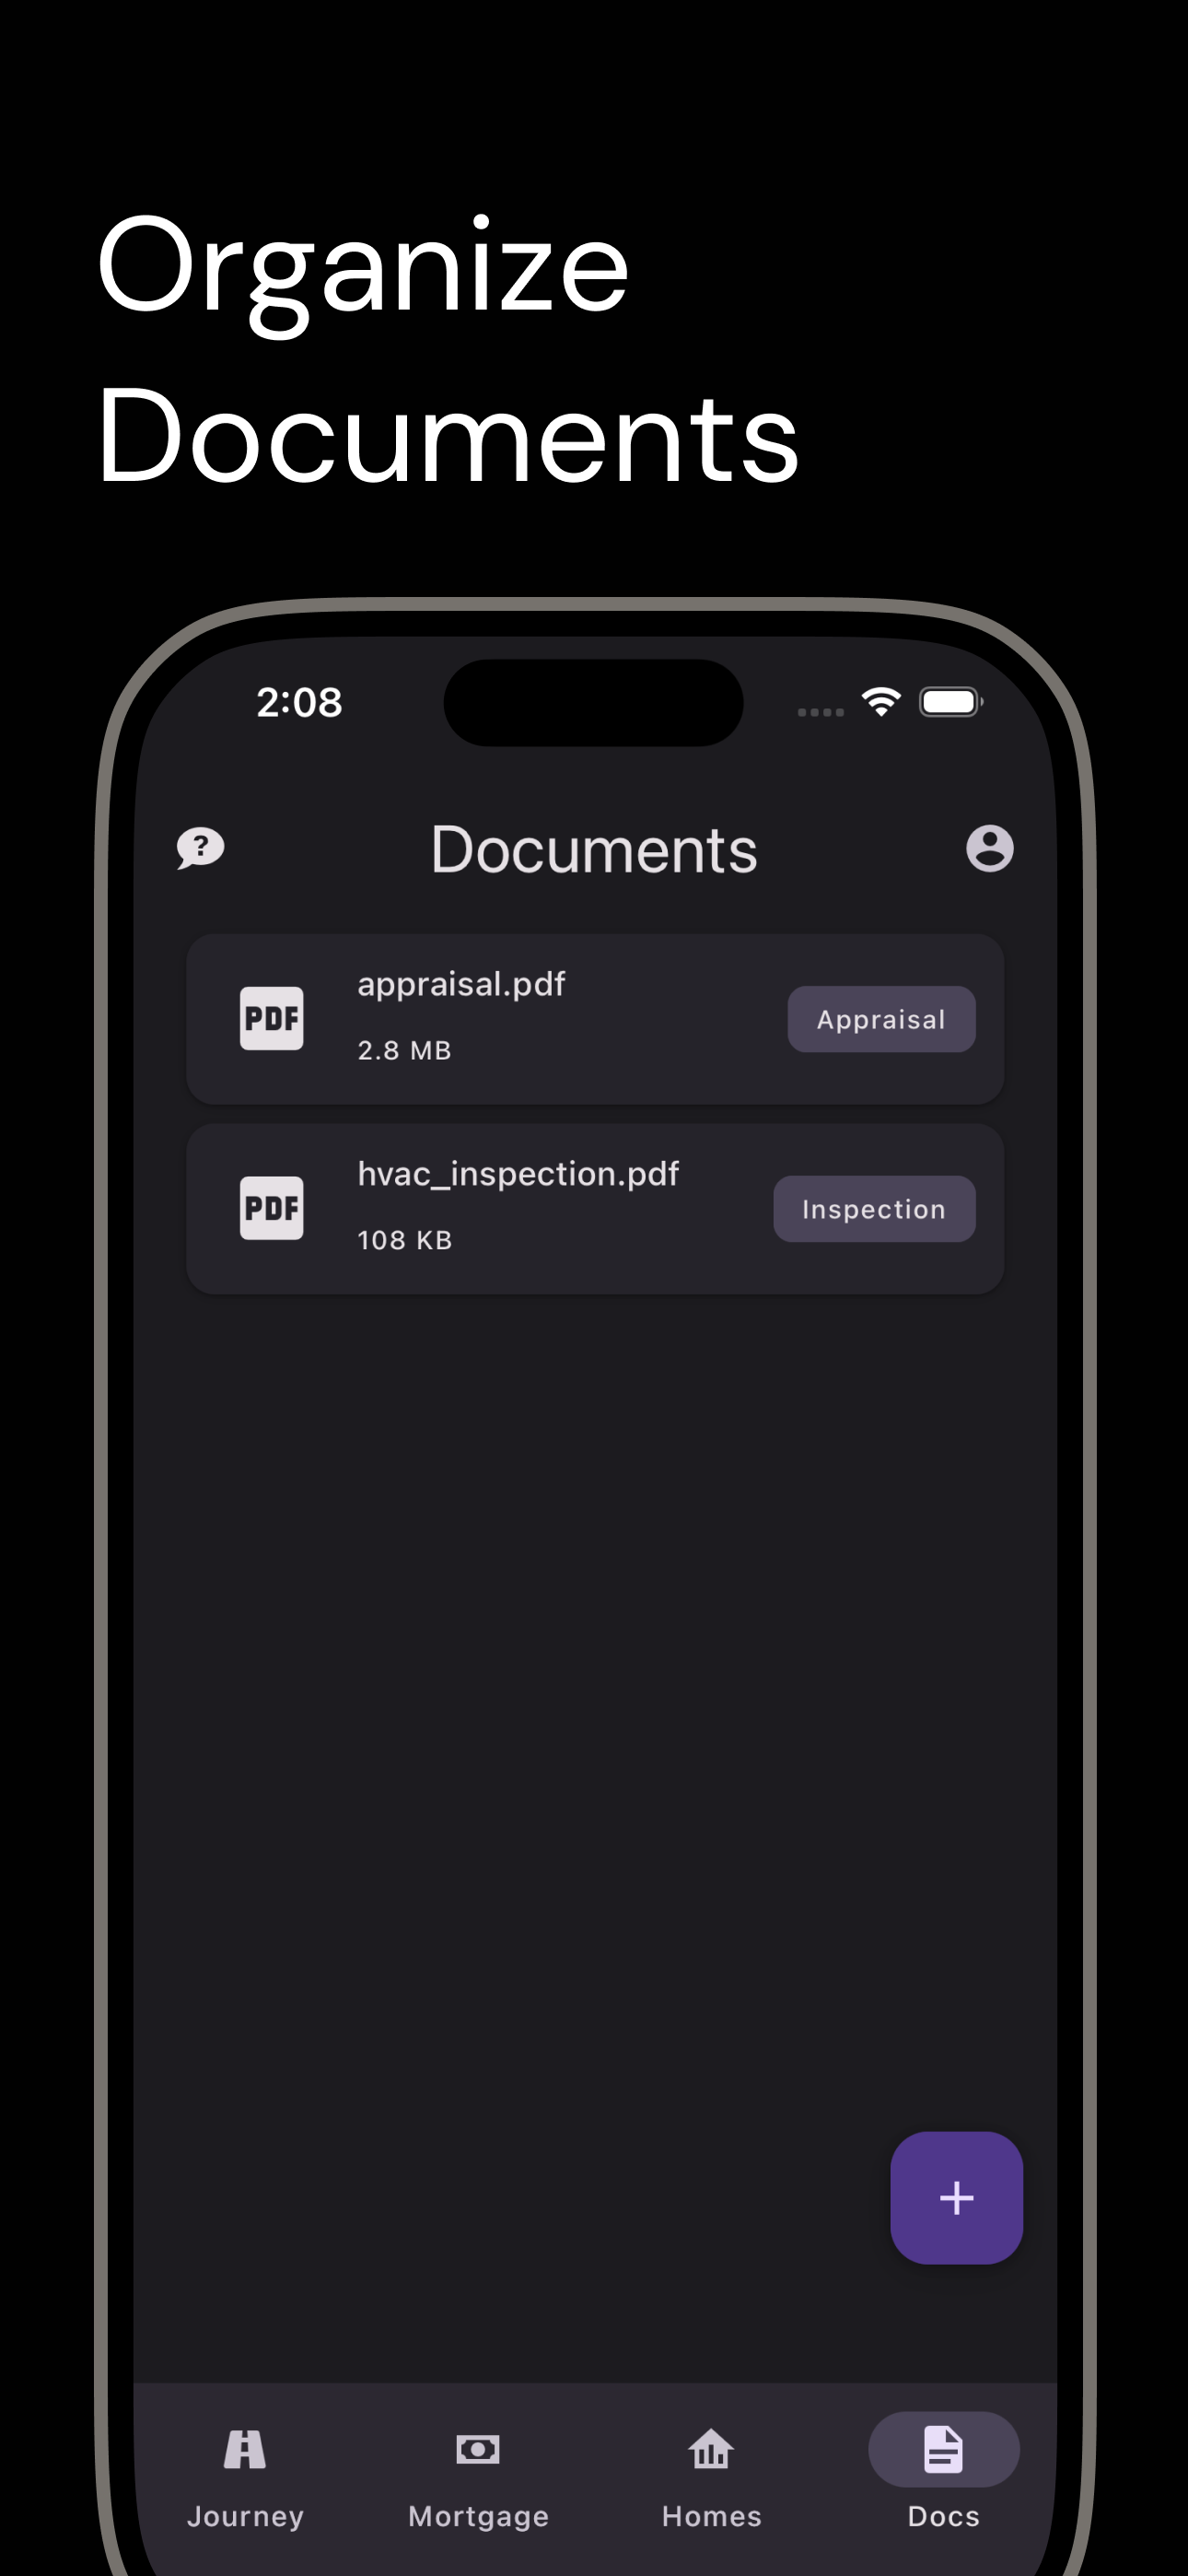 Organize
Documents
2:08
?
Documents
PDF
appraisal.pdf
2.8 MB
Appraisal
PDF
hvac_inspection.pdf
108 KB
Inspection
+
Journey
Mortgage
Homes
Docs